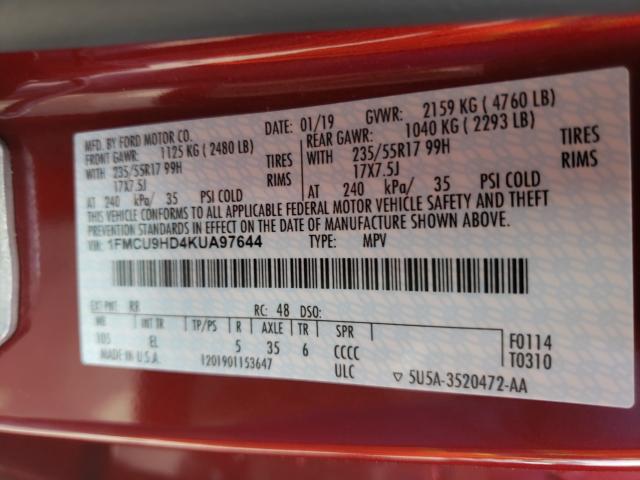 MFD. BY FORD MOTOR CO.
DATE: 01/19 GVWR: 2159 KG ( 4760 LB)
FRONT GAWR: 1125 KG ( 2480 LB) REAR GAWR: 1040 KG ( 2293 LB)
WITH 235/55R17 99H TIRES WITH 235/55R17 99H TIRES
17X7.5J RIMS 17X7.5J RIMS
AT 240 kPa/ 35 PSI COLD AT 240 kPa/ 35 PSI COLD
THIS VEHICLE CONFORMS TO ALL APPLICABLE FEDERAL MOTOR VEHICLE SAFETY AND THEFT
PREVENTION STANDARDS IN EFFECT ON THE DATE OF MANUFACTURE SHOWN ABOVE.
VIN: 1FMCU9HD4KUA97644 TYPE: MPV
EXT PNT: RR RC: 48 DSO:
WB INT TR TP/PS R AXLE TR SPR F0114
105 EL 5 35 6 CCCC T0310
MADE IN U.S.A. 1201901153647 ULC ▽ 5U5A-3520472-AA